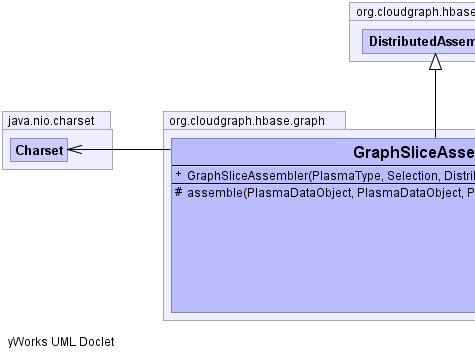 org.cloudgraph.hbase
DistributedAssem
java.nio.charset
Charset
org.cloudgraph.hbase.graph
GraphSliceAsse
+ GraphSliceAssembler(PlasmaType, Selection, Distrib
# assemble(PlasmaDataObject, PlasmaDataObject, P
yWorks UML Doclet